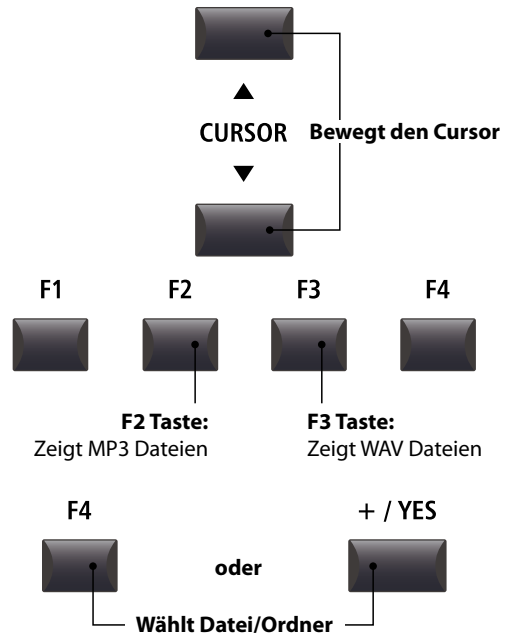 ▲
CURSOR Bewegt den Cursor
▼
F1 F2 F3 F4
F2 Taste: F3 Taste:
Zeigt MP3 Dateien Zeigt WAV Dateien
F4 + / YES
oder
Wählt Datei/Ordner